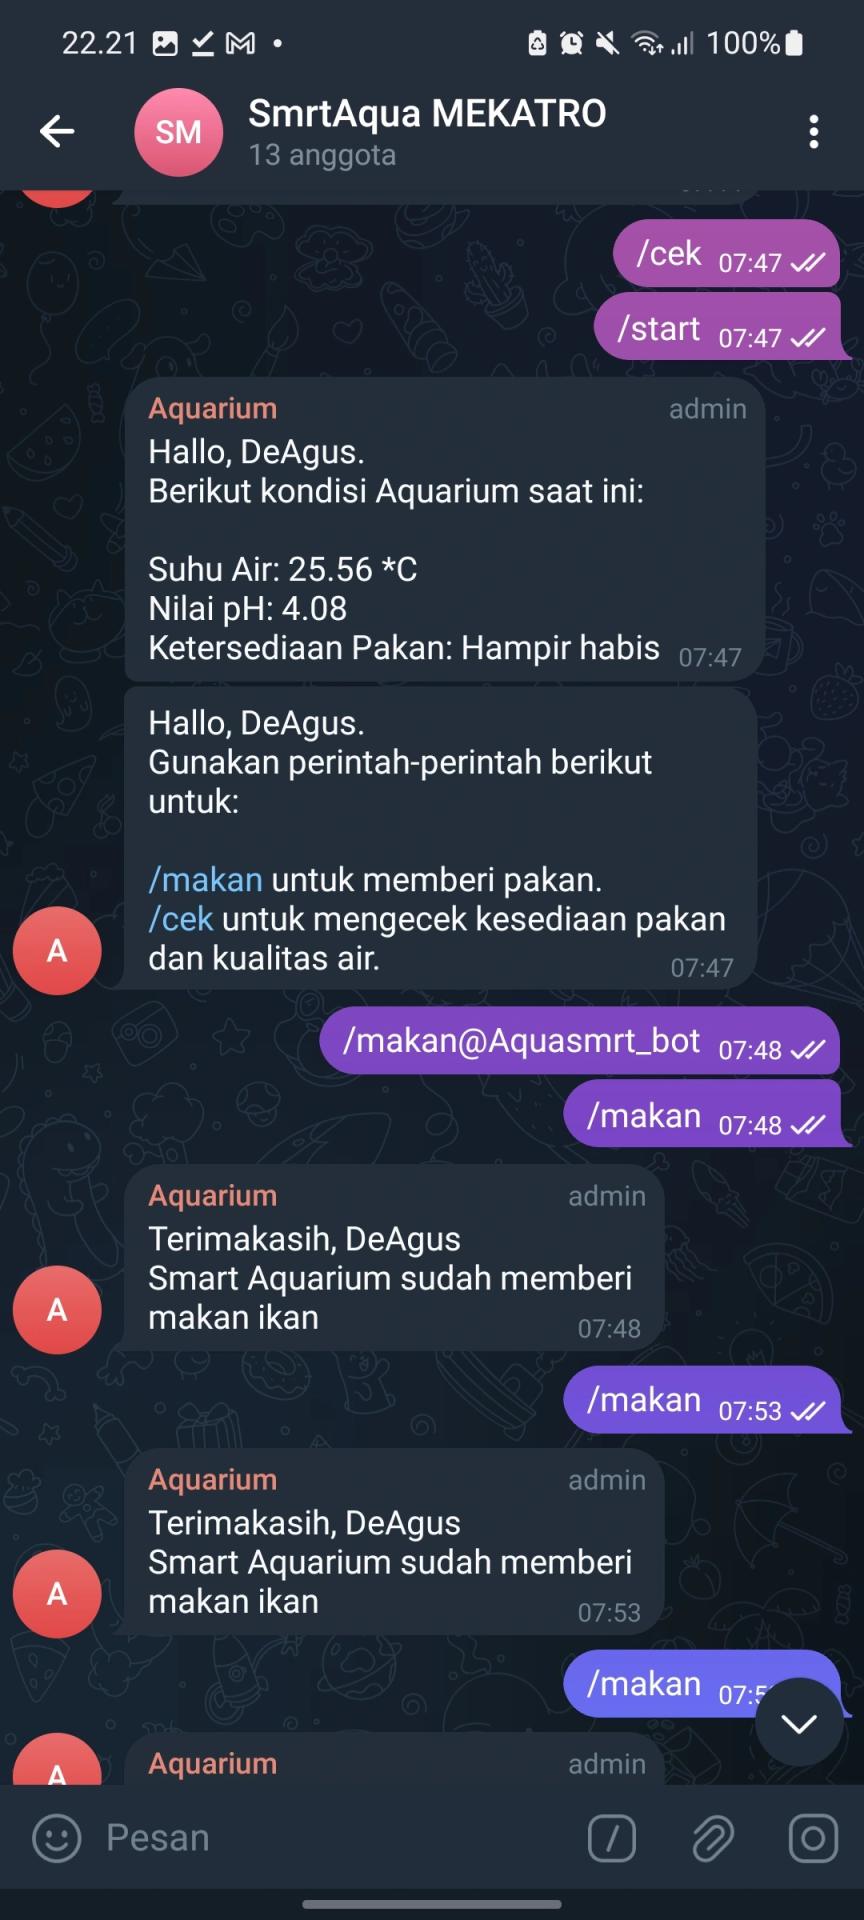 22.21
100%
SM
SmrtAqua MEKATRO
13 anggota
/cek 07:47
/start 07:47
Aquarium admin
Hallo, DeAgus.
Berikut kondisi Aquarium saat ini:
Suhu Air: 25.56 *C
Nilai pH: 4.08
Ketersediaan Pakan: Hampir habis 07:47
Hallo, DeAgus.
Gunakan perintah-perintah berikut
untuk:
/makan untuk memberi pakan.
/cek untuk mengecek kesediaan pakan
dan kualitas air. 07:47
A
/makan@Aquasmrt_bot 07:48
/makan 07:48
Aquarium admin
Terimakasih, DeAgus
Smart Aquarium sudah memberi
makan ikan 07:48
A
/makan 07:53
Aquarium admin
Terimakasih, DeAgus
Smart Aquarium sudah memberi
makan ikan 07:53
A
/makan
Aquarium admin
A
Pesan